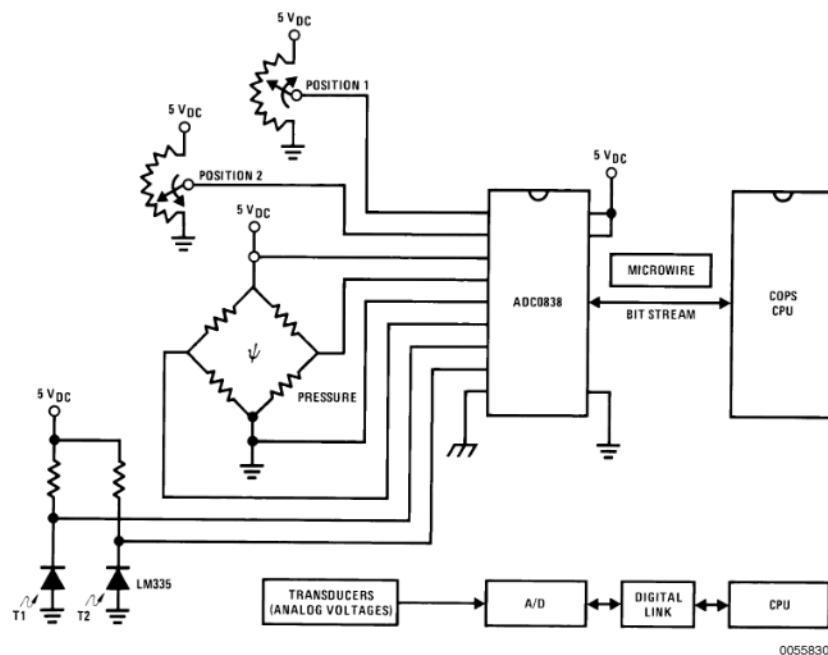 5 VDC
POSITION 1
5 VDC
POSITION 2
5 VDC
5 VDC
MICROWIRE
ADC0838
BIT STREAM
COPS
CPU
ψ
PRESSURE
5 VDC
T1
T2
LM335
TRANSDUCERS
(ANALOG VOLTAGES)
A/D
DIGITAL
LINK
CPU
0055830